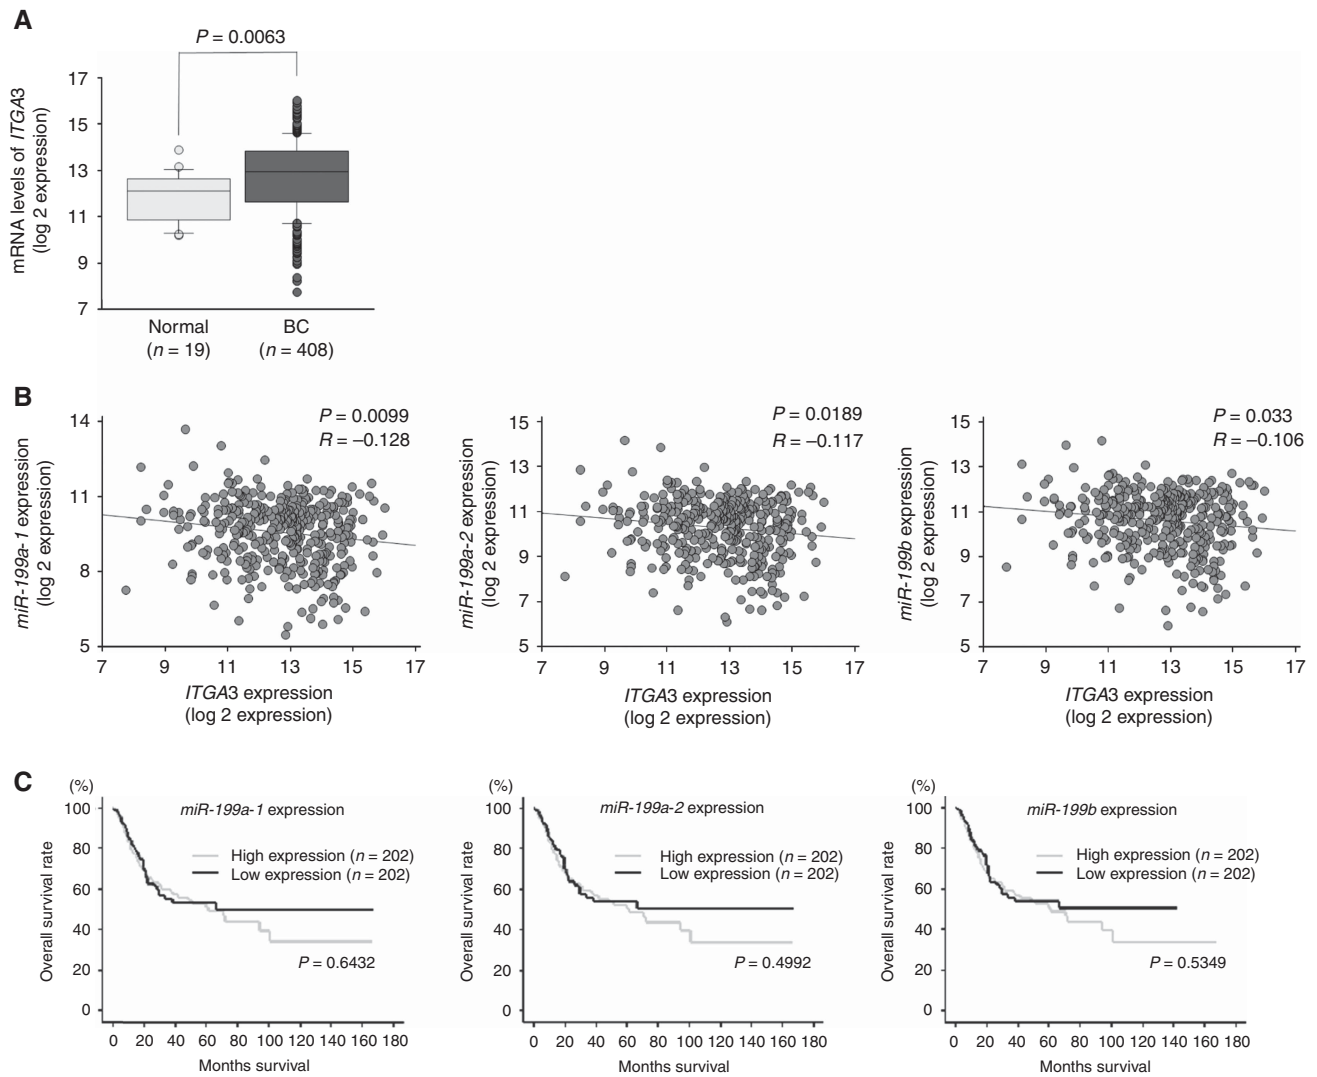 A
P = 0.0063
mRNA levels of ITGA3
(log 2 expression)
17
15
13
11
9
7
Normal
(n = 19)
BC
(n = 408)
B
miR-199a-1 expression
(log 2 expression)
14
11
8
5
P = 0.0099
R = –0.128
7 9 11 13 15 17
ITGA3 expression
(log 2 expression)
miR-199a-2 expression
(log 2 expression)
15
13
11
9
7
5
P = 0.0189
R = –0.117
7 9 11 13 15 17
ITGA3 expression
(log 2 expression)
miR-199b expression
(log 2 expression)
15
13
11
9
7
5
P = 0.033
R = –0.106
7 9 11 13 15 17
ITGA3 expression
(log 2 expression)
C
(%)
Overall survival rate
100
80
60
40
20
0
miR-199a-1 expression
High expression (n = 202)
Low expression (n = 202)
P = 0.6432
0 20 40 60 80 100 120 140 160 180
Months survival
(%)
Overall survival rate
100
80
60
40
20
0
miR-199a-2 expression
High expression (n = 202)
Low expression (n = 202)
P = 0.4992
0 20 40 60 80 100 120 140 160 180
Months survival
(%)
Overall survival rate
100
80
60
40
20
0
miR-199b expression
High expression (n = 202)
Low expression (n = 202)
P = 0.5349
0 20 40 60 80 100 120 140 160 180
Months survival